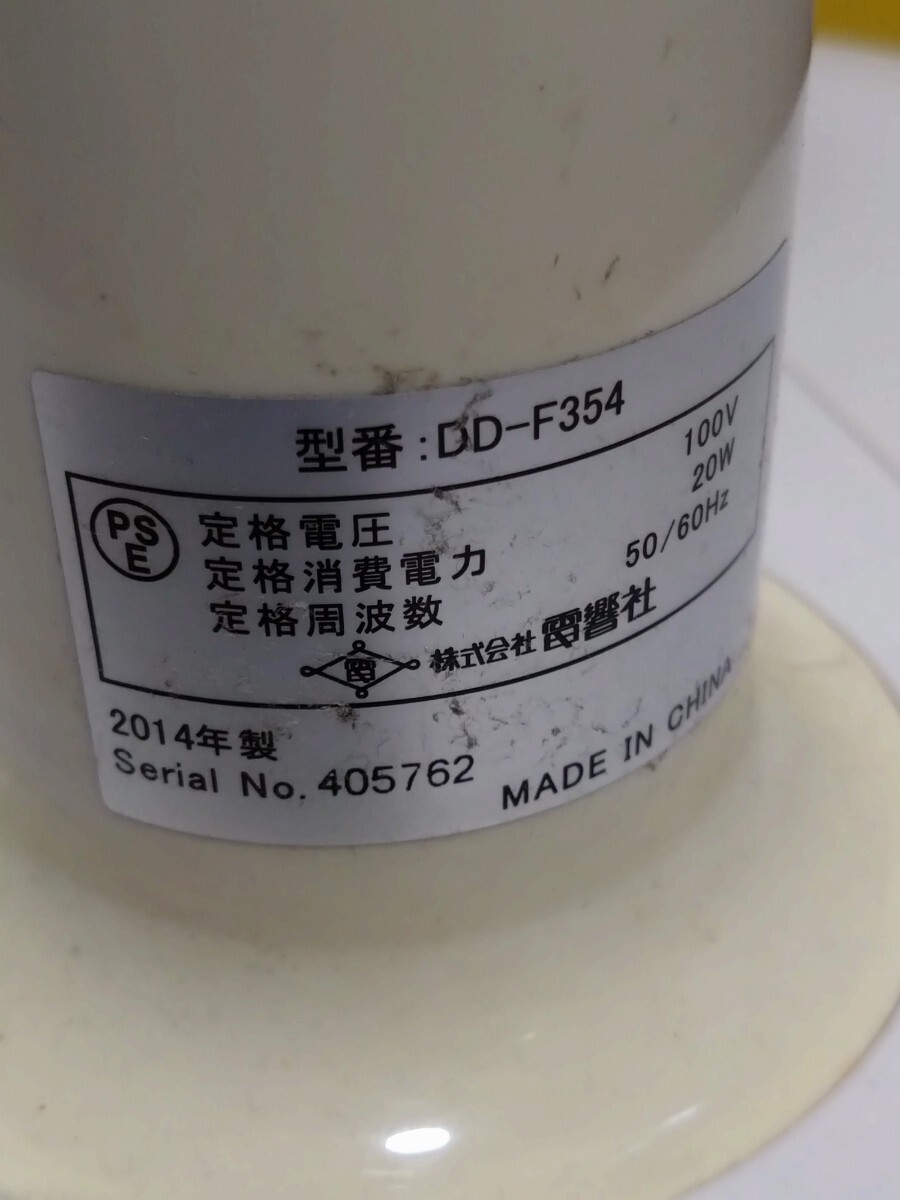 型番:DD-F354
PS
E
定格電圧 100V
定格消費電力 20W
定格周波数 50/60Hz
電 株式会社 電響社
2014年製
Serial No. 405762
MADE IN CHINA